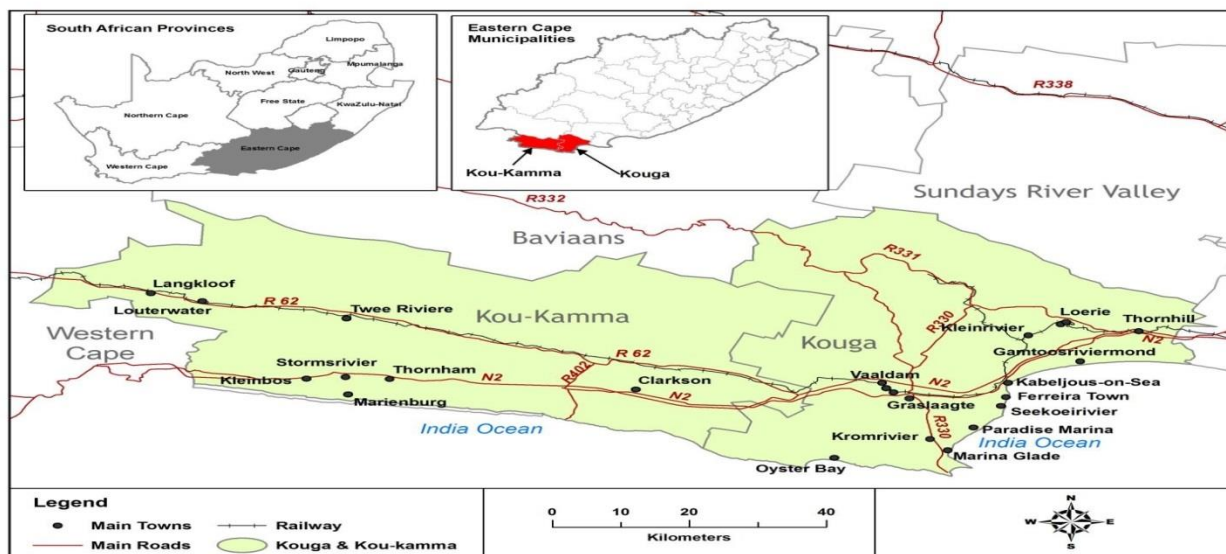 South African Provinces
Limpopo
North West
Gauteng
Mpumalanga
Free State
KwaZulu-Natal
Northern Cape
Eastern Cape
Western Cape
Eastern Cape
Municipalities
Kou-Kamma
Kouga
R338
Sundays River Valley
R332
Baviaans
R331
Langkloof
R 62
Louterwater
Twee Riviere
Kou-Kamma
Western
Cape
R 62
Kouga
R330
Loerie
Kleinrivier
Thornhill
N2
Gamtoosriviermond
Stormsrivier
Kleinbos
Thornham
N2
R402
Clarkson
N2
Vaaldam
N2
Kabeljous-on-Sea
Ferreira Town
Graslaagte
Seekoeirivier
Marienburg
India Ocean
R330
Paradise Marina
India Ocean
Kromrivier
Marina Glade
Oyster Bay
Legend
Main Towns
Railway
Main Roads
Kouga & Kou-kamma
0 10 20 40
Kilometers
N
W E
S